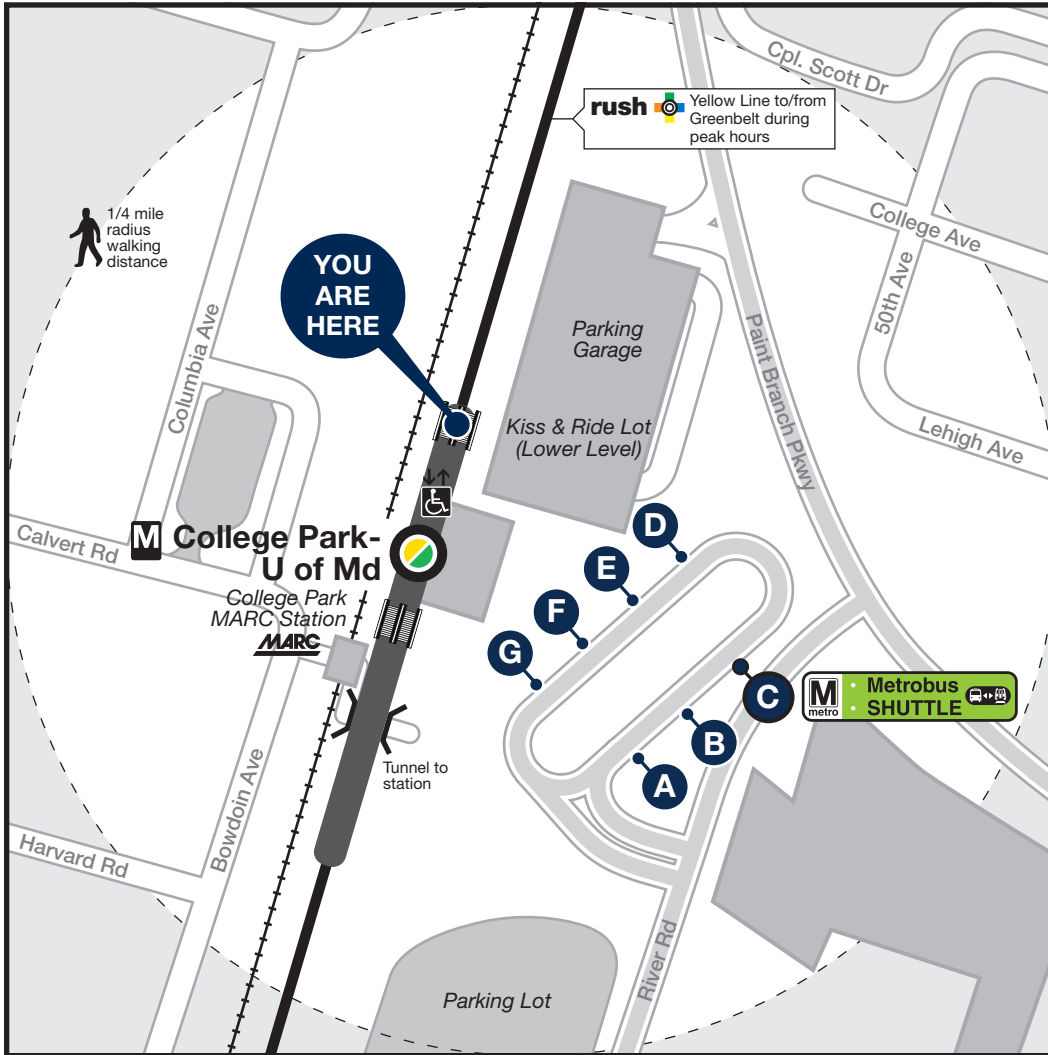 Cpl. Scott Dr
rush
Yellow Line to/from
Greenbelt during
peak hours
1/4 mile
radius
walking
distance
College Ave
50th Ave
YOU
ARE
HERE
Columbia Ave
Parking
Garage
Paint Branch Pkwy
Kiss & Ride Lot
(Lower Level)
Lehigh Ave
M College Park-
U of Md
College Park
MARC Station
MARC
Calvert Rd
D
E
F
G
C
B
A
M
metro
· Metrobus
· SHUTTLE
Tunnel to
station
Bowdoin Ave
Harvard Rd
River Rd
Parking Lot